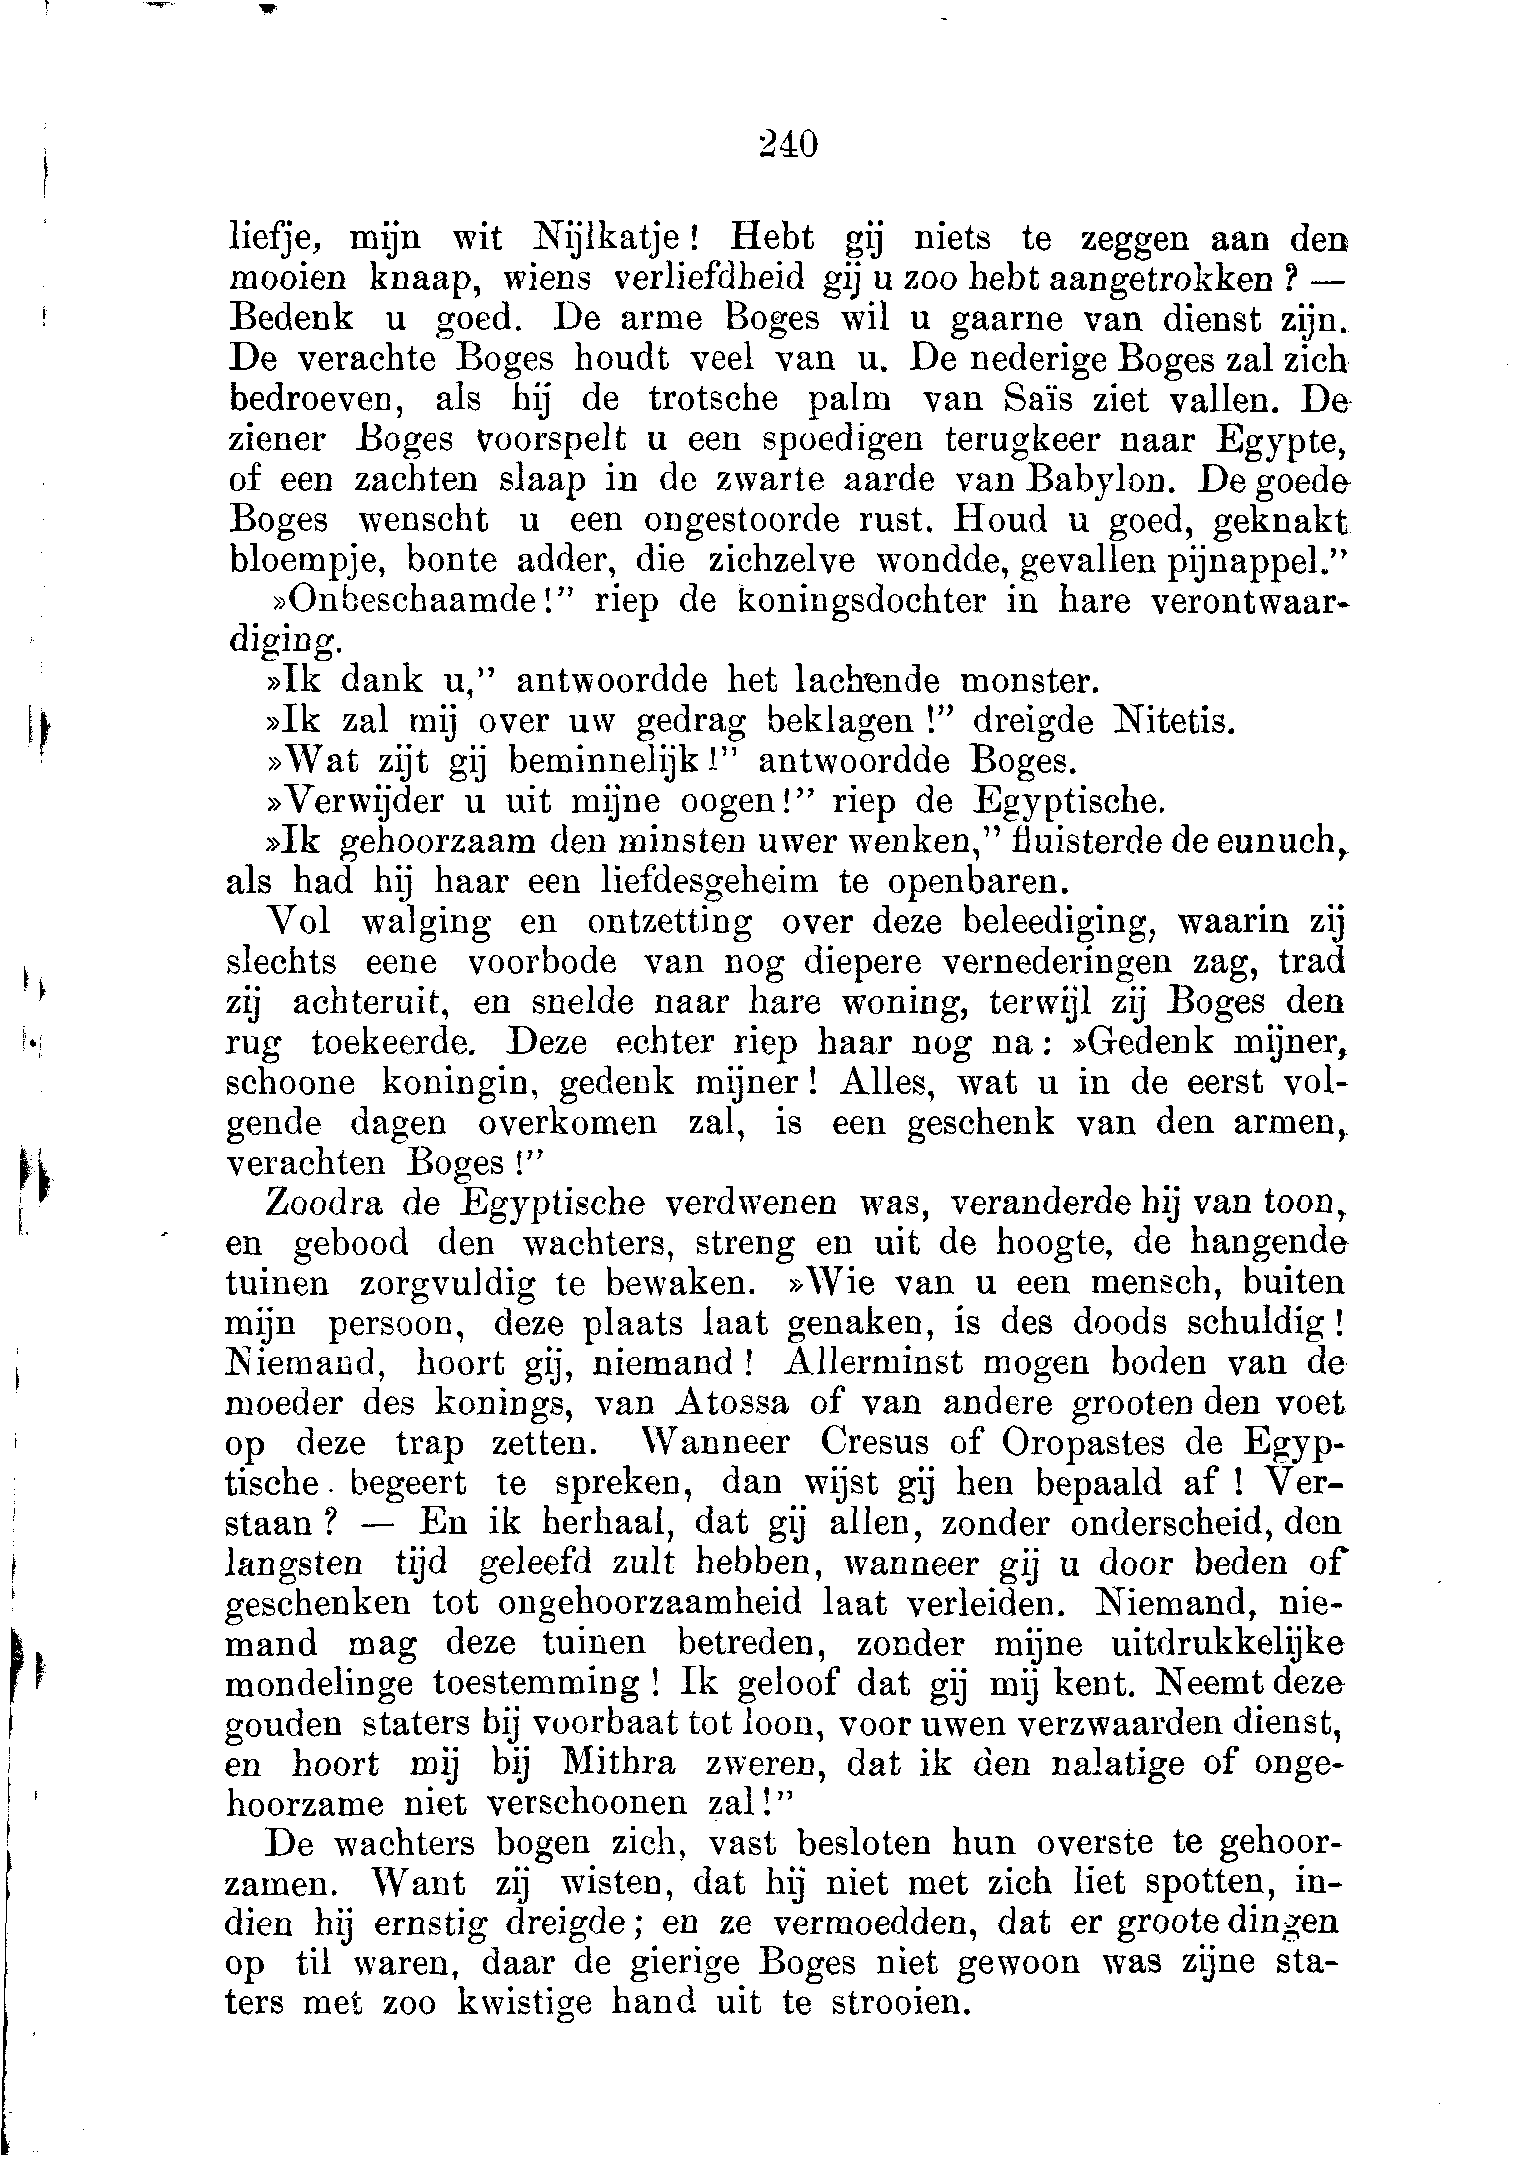 240
liefje, mijn wit Nijlkatje! Hebt gij niets te zeggen aan den
mooien knaap, wiens verliefdheid gij u zoo hebt aangetrokken? —
Bedenk u goed. De arme Boges wil u gaarne van dienst zijn.
De verachte Boges houdt veel van u. De nederige Boges zal zich
bedroeven, als hij de trotsche palm van Saïs ziet vallen. De
ziener Boges voorspelt u een spoedigen terugkeer naar Egypte,
of een zachten slaap in de zwarte aarde van Babylon. De goede
Boges wenscht u een ongestoorde rust. Houd u goed, geknakt
bloempje, bonte adder, die zichzelve wondde, gevallen pijnappel."
»Onbeschaamde!" riep de koningsdochter in hare verontwaar-
diging.
»Ik dank u," antwoordde het lachende monster.
»Ik zal mij over uw gedrag beklagen!" dreigde Nitetis.
»Wat zijt gij beminnelijk!" antwoordde Boges.
»Verwijder u uit mijne oogen!" riep de Egyptische.
»Ik gehoorzaam den minsten uwer wenken," fluisterde de eunuch,
als had hij haar een liefdesgeheim te openbaren.
Vol walging en ontzetting over deze beleediging, waarin zij
slechts eene voorbode van nog diepere vernederingen zag, trad
zij achteruit, en snelde naar hare woning, terwijl zij Boges den
rug toekeerde. Deze echter riep haar nog na: »Gedenk mijner,
schoone koningin, gedenk mijner! Alles, wat u in de eerst vol-
gende dagen overkomen zal, is een geschenk van den armen,
verachten Boges!"
Zoodra de Egyptische verdwenen was, veranderde hij van toon,
en gebood den wachters, streng en uit de hoogte, de hangende
tuinen zorgvuldig te bewaken. »Wie van u een mensch, buiten
mijn persoon, deze plaats laat genaken, is des doods schuldig!
Niemand, hoort gij, niemand! Allerminst mogen boden van de
moeder des konings, van Atossa of van andere grooten den voet
op deze trap zetten. Wanneer Cresus of Oropastes de Egyp-
tische begeert te spreken, dan wijst gij hen bepaald af! Ver-
staan? — En ik herhaal, dat gij allen, zonder onderscheid, den
langsten tijd geleefd zult hebben, wanneer gij u door beden of
geschenken tot ongehoorzaamheid laat verleiden. Niemand, nie-
mand mag deze tuinen betreden, zonder mijne uitdrukkelijke
mondelinge toestemming! Ik geloof dat gij mij kent. Neemt deze
gouden staters bij voorbaat tot loon, voor uwen verzwaarden dienst,
en hoort mij bij Mithra zweren, dat ik den nalatige of onge-
hoorzame niet verschoonen zal!"
De wachters bogen zich, vast besloten hun overste te gehoor-
zamen. Want zij wisten, dat hij niet met zich liet spotten, in-
dien hij ernstig dreigde; en ze vermoedden, dat er groote dingen
op til waren, daar de gierige Boges niet gewoon was zijne sta-
ters met zoo kwistige hand uit te strooien.